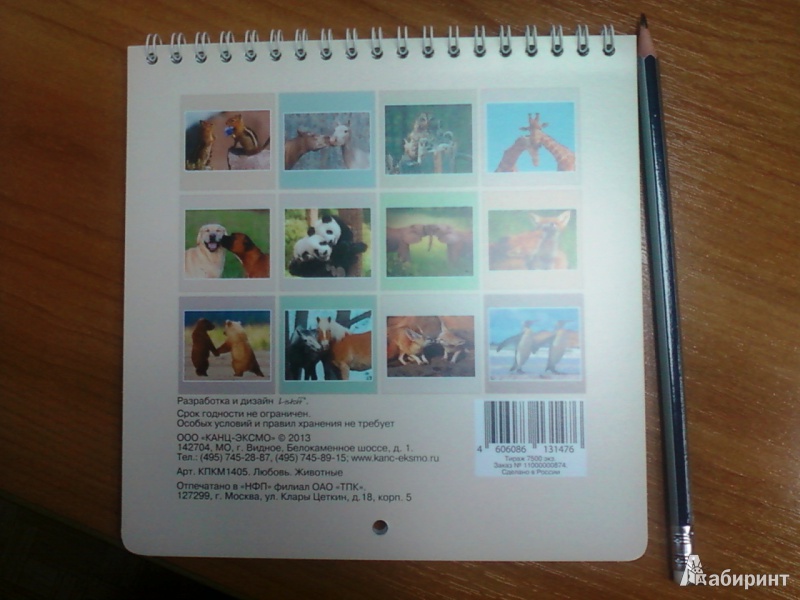 Разработка и дизайн
Срок годности не ограничен.
Особых условий и правил хранения не требует
ООО «КАНЦ-ЭКСМО» © 2013
142704, МО, г. Видное, Белокаменное шоссе, д. 1.
Тел.: (495) 745-28-87, (495) 745-89-15; www.kanc-eksmo.ru
Арт. КПКМ1405. Любовь. Животные
Отпечатано в «НФП» филиал ОАО «ТПК».
127299, г. Москва, ул. Клары Цеткин, д.18, корп. 5
4 606086 131476
Тираж 7500 экз.
Заказ № 11000000874.
Сделано в России
Лабиринт